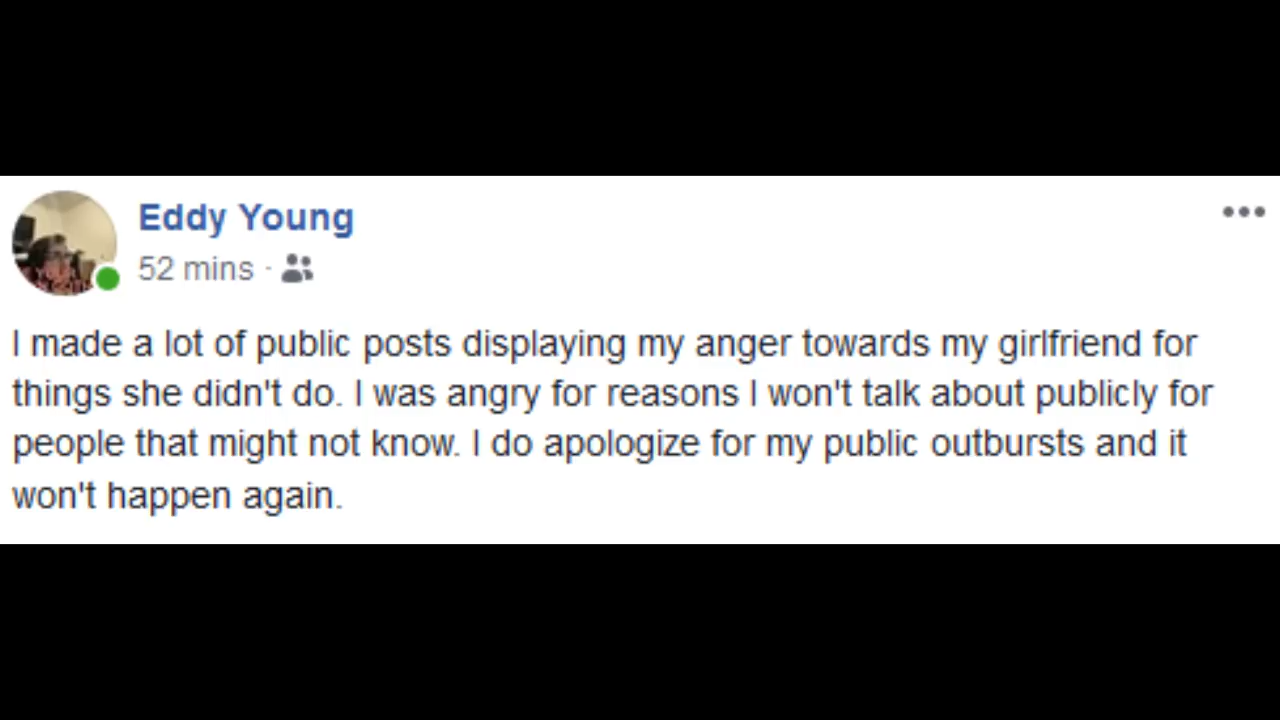 Eddy Young
52 mins ·
I made a lot of public posts displaying my anger towards my girlfriend for
things she didn't do. I was angry for reasons I won't talk about publicly for
people that might not know. I do apologize for my public outbursts and it
won't happen again.